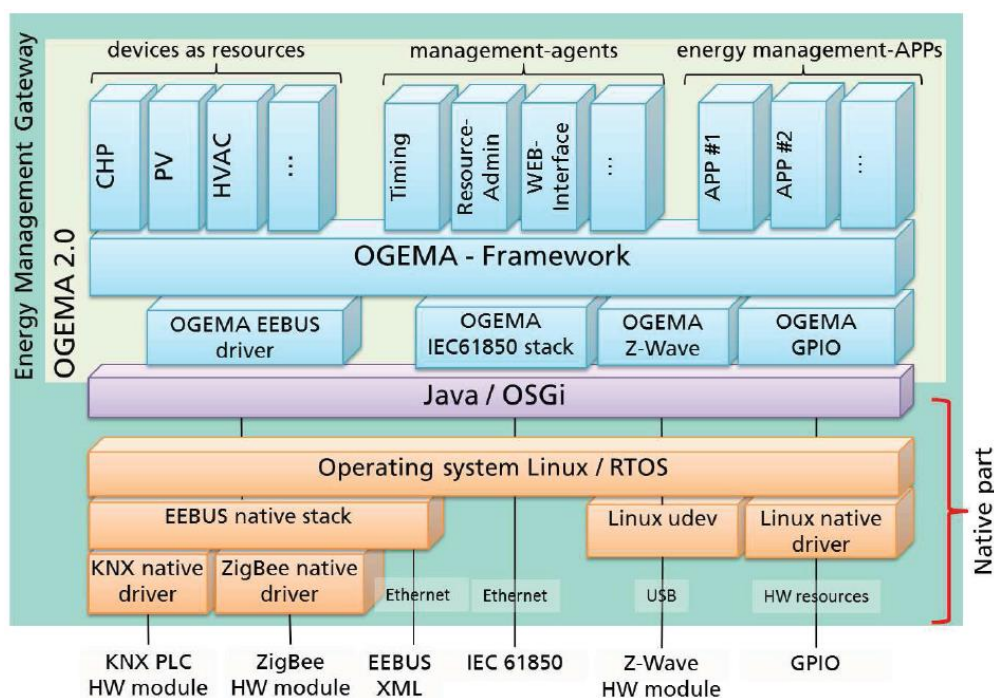 Energy Management Gateway
OGEMA 2.0
devices as resources
management-agents
energy management-APPs
CHP
PV
HVAC
...
Timing
Resource-
Admin
WEB-
Interface
...
APP #1
APP #2
...
OGEMA - Framework
OGEMA EEBUS
driver
OGEMA
IEC61850 stack
OGEMA
Z-Wave
OGEMA
GPIO
Java / OSGi
Operating system Linux / RTOS
EEBUS native stack
Linux udev
Linux native
driver
KNX native
driver
ZigBee native
driver
Ethernet
Ethernet
USB
HW resources
Native part
KNX PLC
HW module
ZigBee
HW module
EEBUS
XML
IEC 61850
Z-Wave
HW module
GPIO